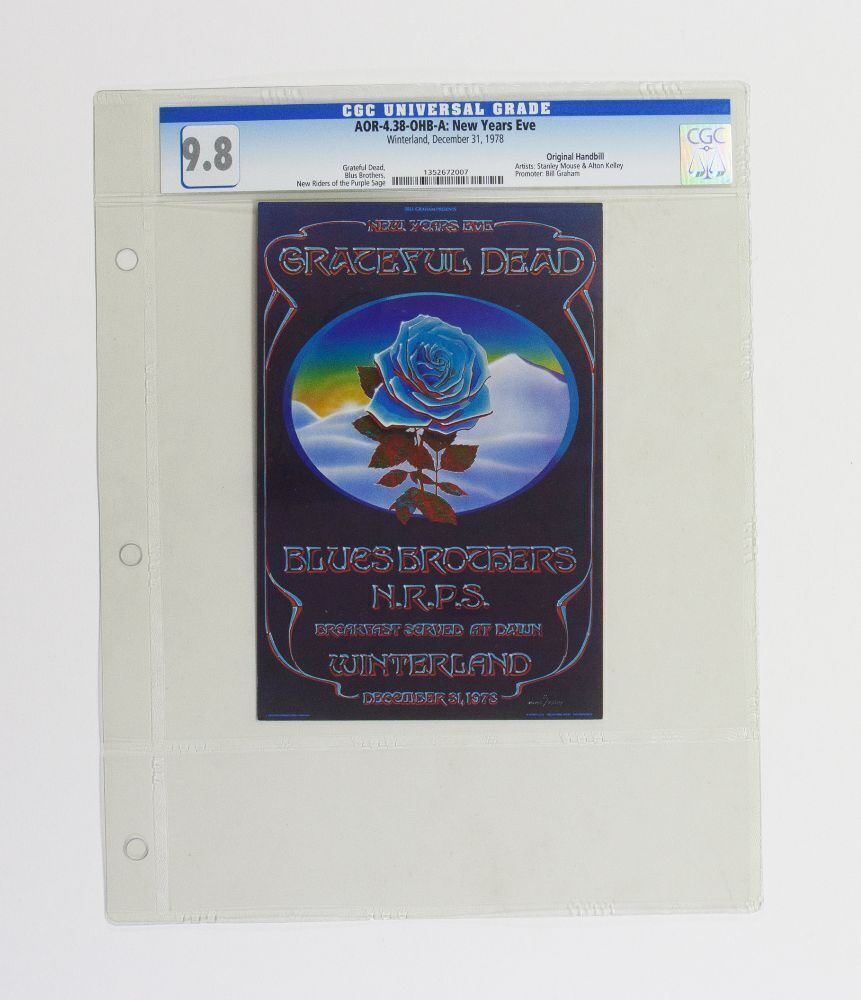 CGC UNIVERSAL GRADE
AOR-4.38-OHB-A: New Years Eve
Winterland, December 31, 1978
9.8
Grateful Dead,
Blus Brothers,
New Riders of the Purple Sage
1352672007
Original Handbill
Artists: Stanley Mouse & Alton Kelley
Promoter: Bill Graham
CGC
BILL GRAHAM PRESENTS
NEW YEARS EVE
GRATEFUL DEAD
BLUES BROTHERS
N.R.P.S.
BREAKFAST SERVED AT DAWN
WINTERLAND
DECEMBER 31, 1978